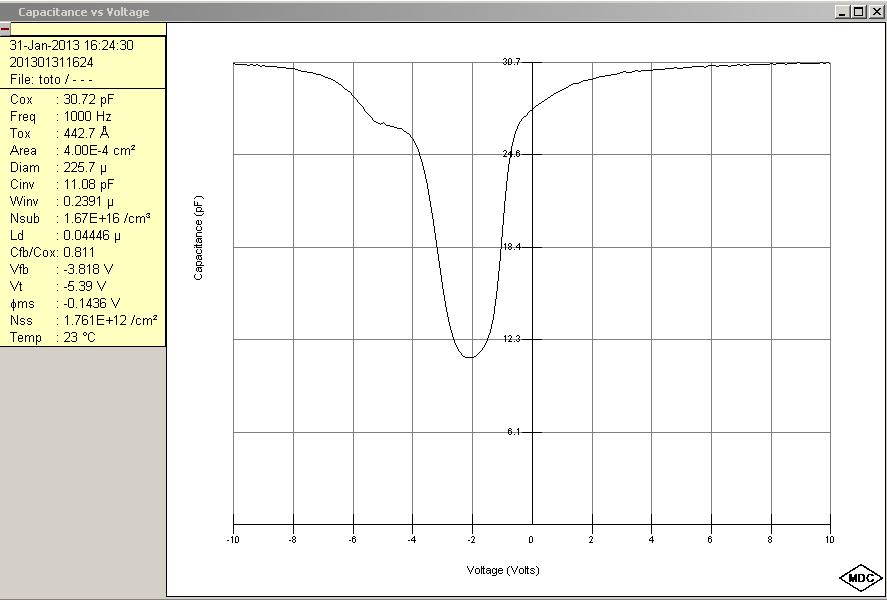 Capacitance vs Voltage
31-Jan-2013 16:24:30
201301311624
File: toto / - - -
Cox : 30.72 pF
Freq : 1000 Hz
Tox : 442.7 Å
Area : 4.00E-4 cm²
Diam : 225.7 µ
Cinv : 11.08 pF
Winv : 0.2391 µ
Nsub : 1.67E+16 /cm³
Ld : 0.04446 µ
Cfb/Cox: 0.811
Vfb : -3.818 V
Vt : -5.39 V
ϕms : -0.1436 V
Nss : 1.761E+12 /cm²
Temp : 23 °C
Capacitance (pF)
30.7
24.6
18.4
12.3
6.1
-10 -8 -6 -4 -2 0 2 4 6 8 10
Voltage (Volts)
MDC